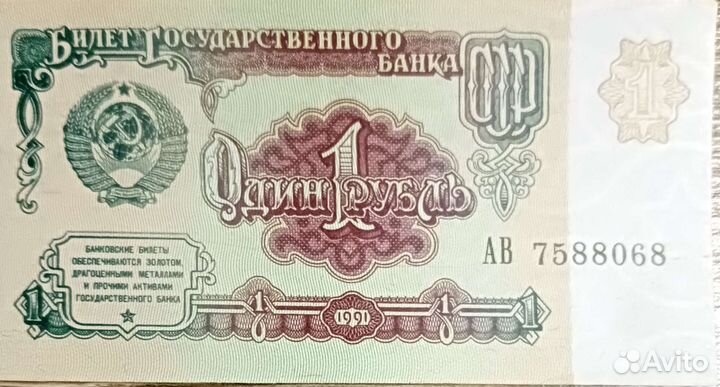 Билет Государственного
Банка
СССР
1
Один 1 Рубль
АВ 7588068
БАНКОВСКИЕ БИЛЕТЫ
ОБЕСПЕЧИВАЮТСЯ ЗОЛОТОМ,
ДРАГОЦЕННЫМИ МЕТАЛЛАМИ
И ПРОЧИМИ АКТИВАМИ
ГОСУДАРСТВЕННОГО БАНКА
1 1 1991 1 1
Avito